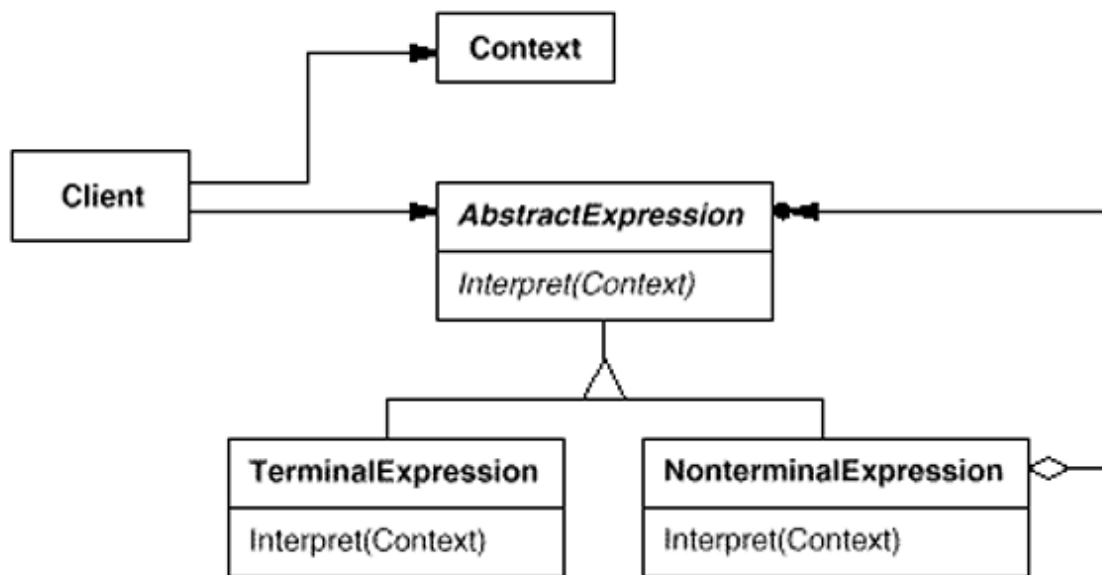 Context
Client
AbstractExpression
Interpret(Context)
TerminalExpression
NonterminalExpression
Interpret(Context)
Interpret(Context)